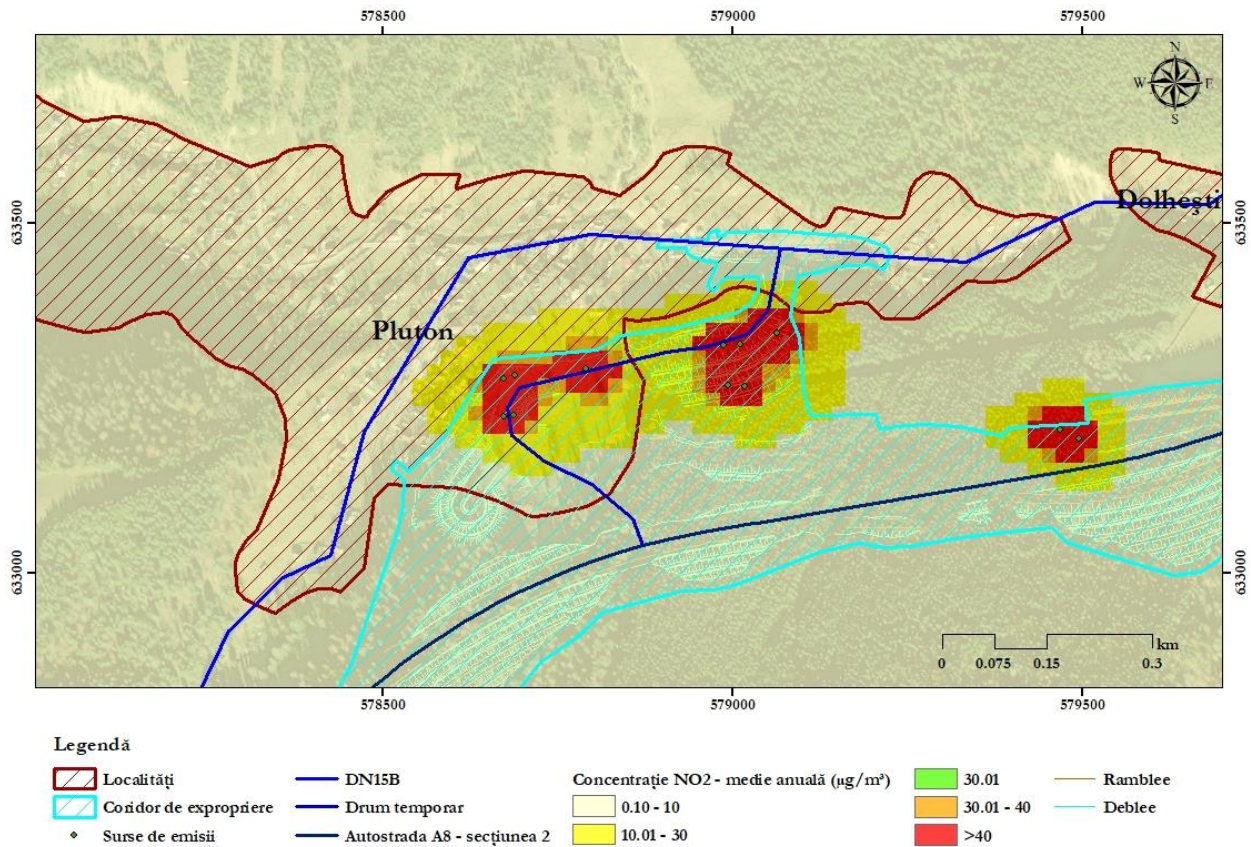 578500 579000 579500
N
W E
S
633500 Dolhești 633500
Pluton
633000 633000
km
0 0.075 0.15 0.3
578500 579000 579500
Legendă
Localități
Coridor de expropriere
Surse de emisii
DN15B
Drum temporar
Autostrada A8 - secțiunea 2
Concentrație NO2 - medie anuală (µg/m³)
0.10 - 10
10.01 - 30
30.01
30.01 - 40
>40
Ramblee
Deblee